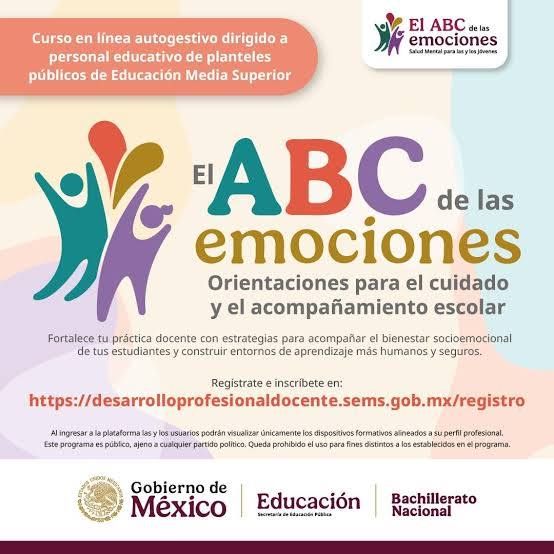 Curso en línea autogestivo dirigido a
personal educativo de planteles
públicos de Educación Media Superior
El ABC de las
emociones
Salud Mental para las y los jóvenes
El ABC de las
emociones
Orientaciones para el cuidado
y el acompañamiento escolar
Fortalece tu práctica docente con estrategias para acompañar el bienestar socioemocional
de tus estudiantes y construir entornos de aprendizaje más humanos y seguros.
Regístrate e inscríbete en:
https://desarrolloprofesionaldocente.sems.gob.mx/registro
Al ingresar a la plataforma las y los usuarios podrán visualizar únicamente los dispositivos formativos alineados a su perfil profesional.
Este programa es público, ajeno a cualquier partido político. Queda prohibido el uso para fines distintos a los establecidos en el programa.
Gobierno de
México
Educación
Secretaría de Educación Pública
Bachillerato
Nacional